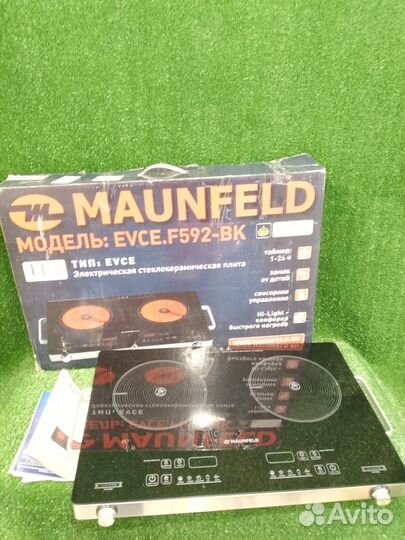 MAUNFELD
МОДЕЛЬ: EVCE.F592-BK
ТИП: EVCE
Электрическая стеклокерамическая плита
таймер:
1-24 ч
замок
от детей
сенсорное
управление
Hi-Light -
конфорка
быстрого нагрева
MAUNFELD
Avito